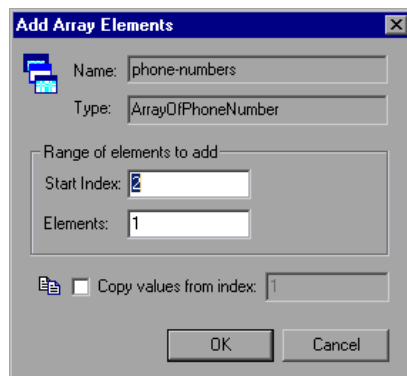 Add Array Elements
Name: phone-numbers
Type: ArrayOfPhoneNumber
Range of elements to add
Start Index: 2
Elements: 1
Copy values from index: 1
OK Cancel